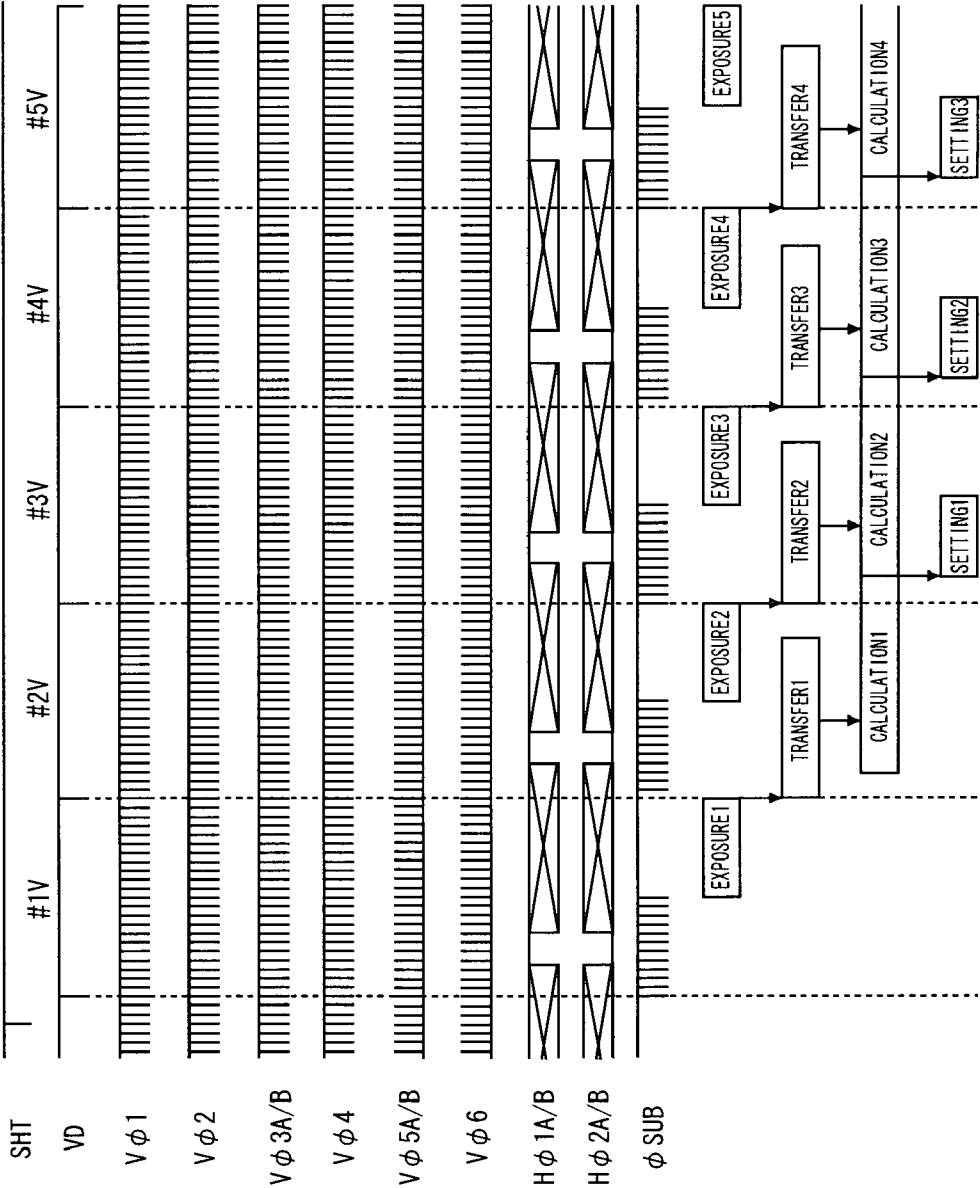 #1V #2V #3V #4V #5V
SHT
VD
Vφ1
Vφ2
Vφ3A/B
Vφ4
Vφ5A/B
Vφ6
Hφ1A/B
Hφ2A/B
φSUB
EXPOSURE1 EXPOSURE2 EXPOSURE3 EXPOSURE4 EXPOSURE5
TRANSFER1 TRANSFER2 TRANSFER3 TRANSFER4
CALCULATION1 CALCULATION2 CALCULATION3 CALCULATION4
SETTING1 SETTING2 SETTING3